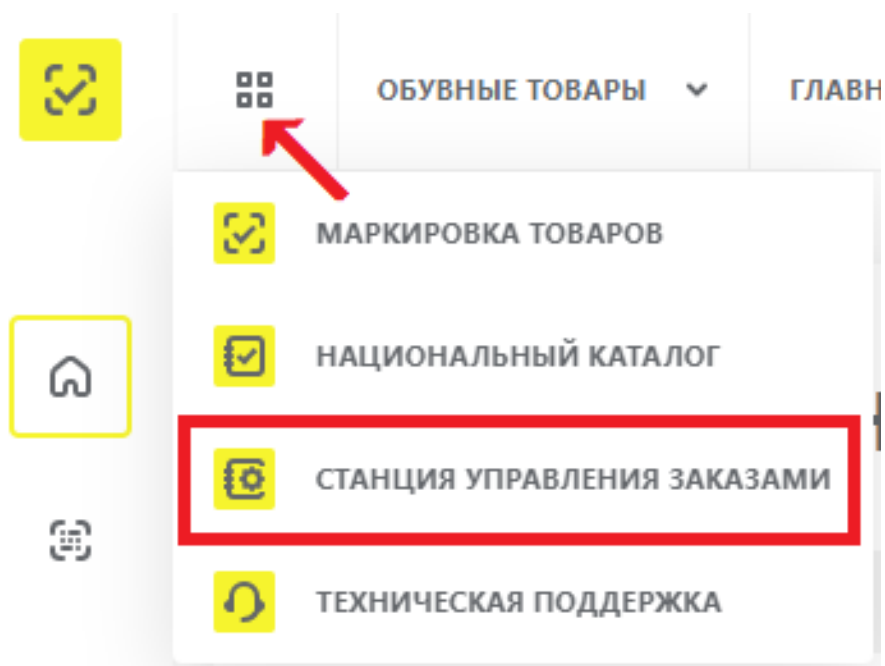 ОБУВНЫЕ ТОВАРЫ
МАРКИРОВКА ТОВАРОВ
НАЦИОНАЛЬНЫЙ КАТАЛОГ
СТАНЦИЯ УПРАВЛЕНИЯ ЗАКАЗАМИ
ТЕХНИЧЕСКАЯ ПОДДЕРЖКА